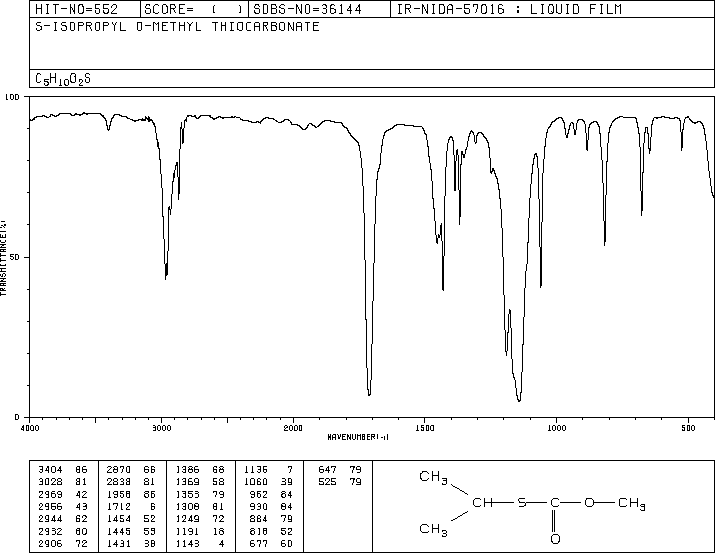 HIT-NO=552 SCORE= ( ) SDBS-NO=36144 IR-NIDA-57016 : LIQUID FILM
S-ISOPROPYL O-METHYL THIOCARBONATE
C5H10O2S
100
50
0
TRANSMITTANCE(%)
4000 3000 2000 1500 1000 500
WAVENUMBER(-1)
3404 86 2870 66 1386 68 1136 7 647 79
3028 81 2838 81 1369 58 1060 39 525 79
2969 42 1958 86 1353 79 962 84
2956 43 1712 6 1308 81 930 84
2944 62 1454 52 1249 72 884 79
2932 60 1445 53 1191 18 818 52
2906 72 1431 38 1143 4 677 60
CH3
CH S C O CH3
CH3
O